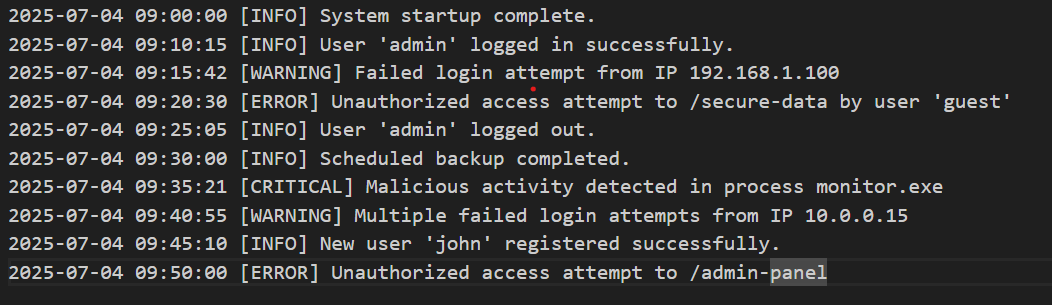 2025-07-04 09:00:00 [INFO] System startup complete.
2025-07-04 09:10:15 [INFO] User 'admin' logged in successfully.
2025-07-04 09:15:42 [WARNING] Failed login attempt from IP 192.168.1.100
2025-07-04 09:20:30 [ERROR] Unauthorized access attempt to /secure-data by user 'guest'
2025-07-04 09:25:05 [INFO] User 'admin' logged out.
2025-07-04 09:30:00 [INFO] Scheduled backup completed.
2025-07-04 09:35:21 [CRITICAL] Malicious activity detected in process monitor.exe
2025-07-04 09:40:55 [WARNING] Multiple failed login attempts from IP 10.0.0.15
2025-07-04 09:45:10 [INFO] New user 'john' registered successfully.
2025-07-04 09:50:00 [ERROR] Unauthorized access attempt to /admin-panel